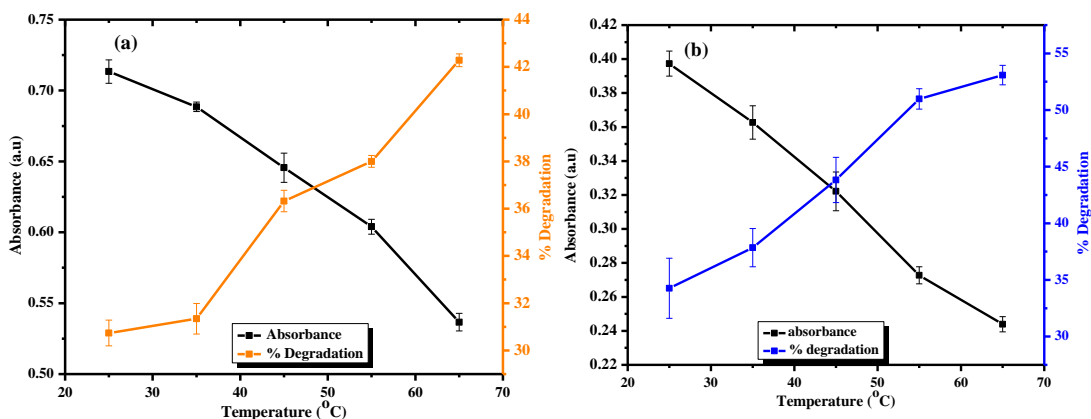 (a)
Absorbance (a.u)
0.75
0.70
0.65
0.60
0.55
0.50
20 30 40 50 60 70
Temperature (°C)
44
42
40
38
36
34
32
30
% Degradation
Absorbance
% Degradation
(b)
Absorbance (a.u)
0.42
0.40
0.38
0.36
0.34
0.32
0.30
0.28
0.26
0.24
0.22
20 30 40 50 60 70
Temperature (°C)
55
50
45
40
35
30
% Degradation
absorbance
% degradation